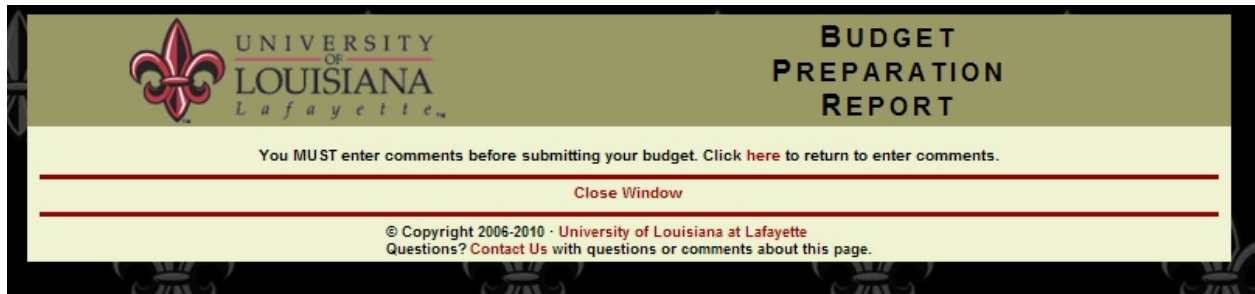 UNIVERSITY
OF
LOUISIANA
Lafayette™
BUDGET
PREPARATION
REPORT
You MUST enter comments before submitting your budget. Click here to return to enter comments.
Close Window
© Copyright 2006-2010 · University of Louisiana at Lafayette
Questions? Contact Us with questions or comments about this page.